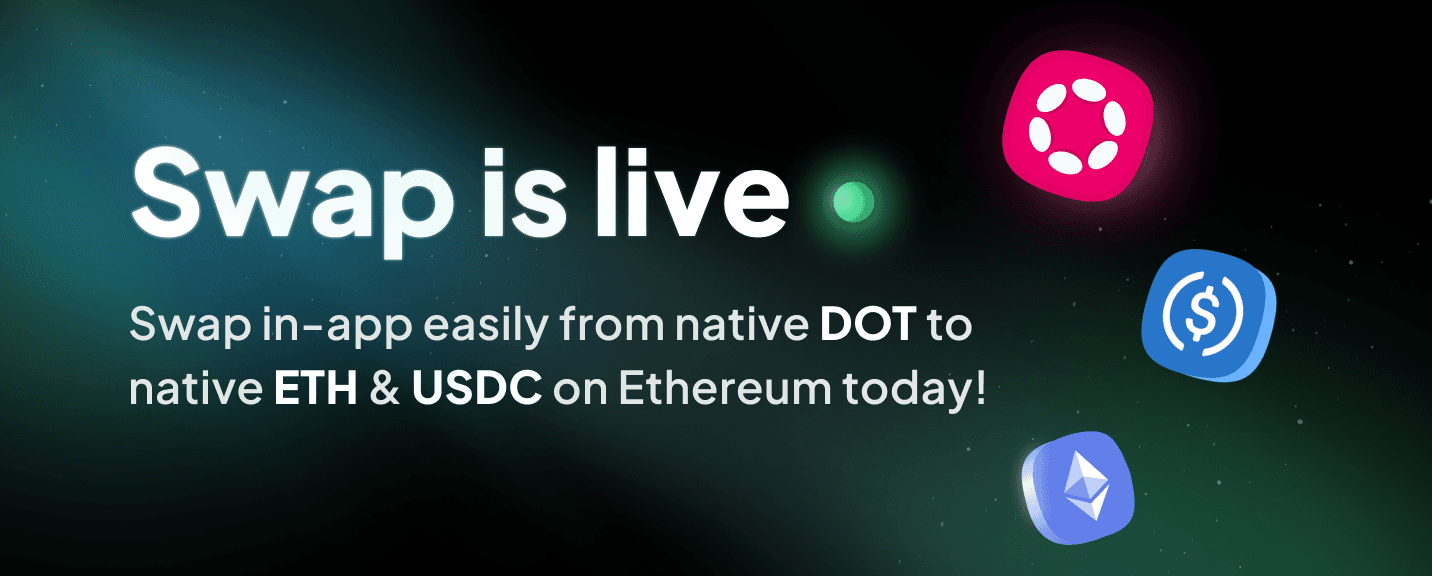 Swap is live
Swap in-app easily from native DOT to
native ETH & USDC on Ethereum today!